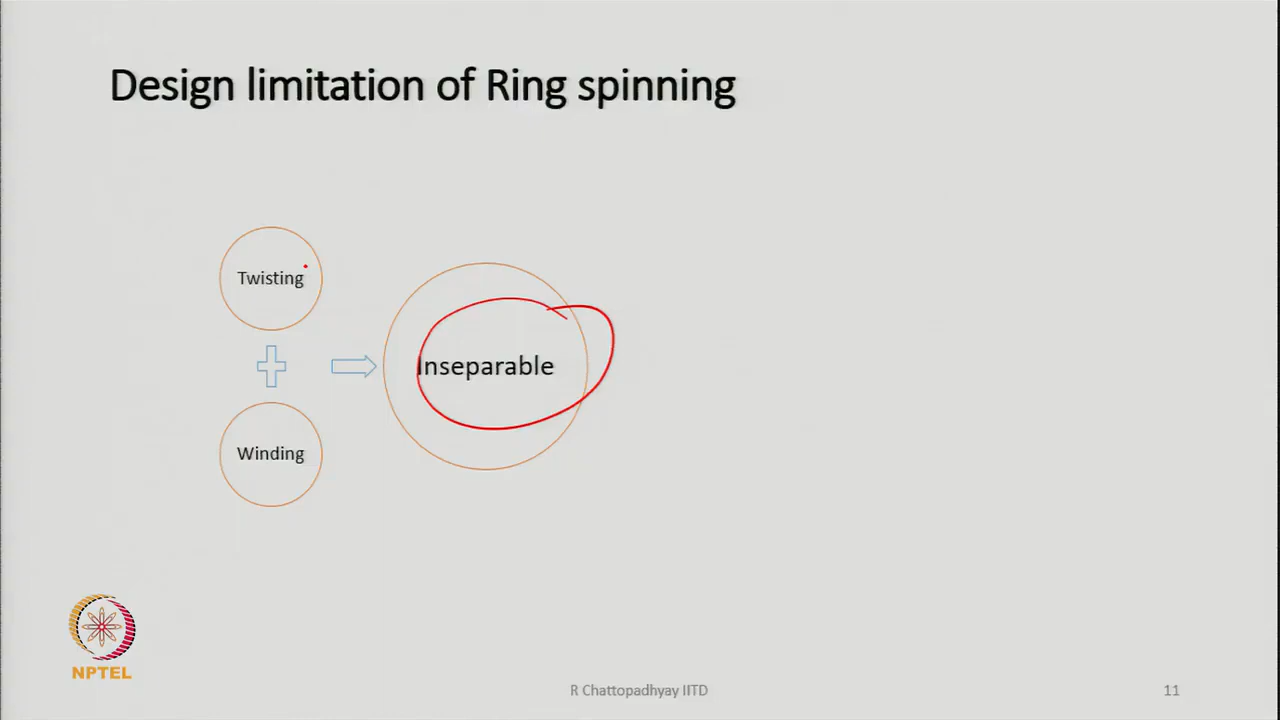 Design limitation of Ring spinning
Twisting
Inseparable
Winding
NPTEL
R Chattopadhyay IITD
11